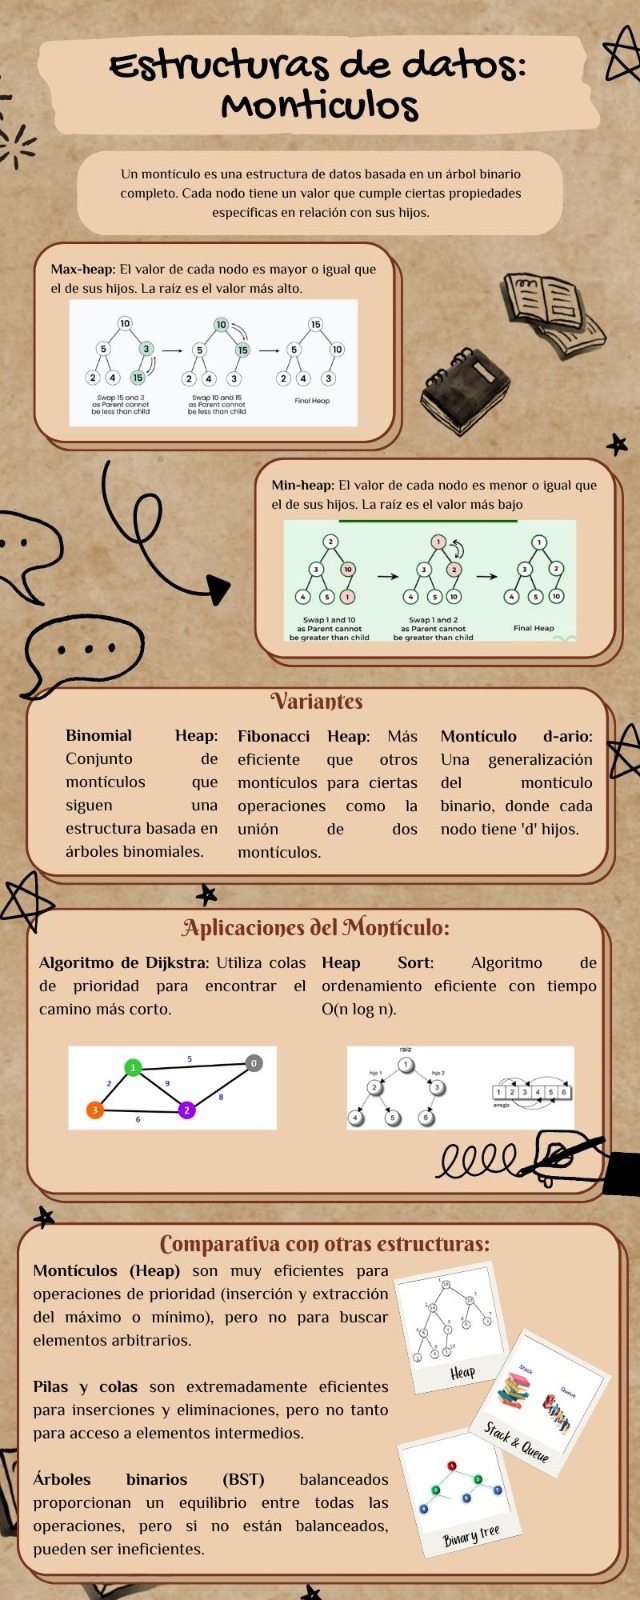 Estructuras de datos:
Monticulos
Un montículo es una estructura de datos basada en un árbol binario
completo. Cada nodo tiene un valor que cumple ciertas propiedades
específicas en relación con sus hijos.
Max-heap: El valor de cada nodo es mayor o igual que
el de sus hijos. La raíz es el valor más alto.
10
5 3
2 4 15
Swap 15 and 3
as Parent cannot
be less than child
10
5 15
2 4 3
Swap 10 and 15
as Parent cannot
be less than child
15
5 10
2 4 3
Final Heap
Min-heap: El valor de cada nodo es menor o igual que
el de sus hijos. La raíz es el valor más bajo
2
3 10
4 5 1
Swap 1 and 10
as Parent cannot
be greater than child
1
3 2
4 5 10
Swap 1 and 2
as Parent cannot
be greater than child
1
3 2
4 5 10
Final Heap
Variantes
Binomial Heap:
Conjunto de
montículos que
siguen una
estructura basada en
árboles binomiales.
Fibonacci Heap: Más
eficiente que otros
montículos para ciertas
operaciones como la
unión de dos
montículos.
Montículo d-ario:
Una generalización
del montículo
binario, donde cada
nodo tiene 'd' hijos.
Aplicaciones del Montículo:
Algoritmo de Dijkstra: Utiliza colas
de prioridad para encontrar el
camino más corto.
Heap Sort: Algoritmo de
ordenamiento eficiente con tiempo
O(n log n).
1 5 0
2 9 8
3 6 2
raíz
1
hijo 1 hijo 2
2 3
4 5 6
1 2 3 4 5 6
arreglo
Comparativa con otras estructuras:
Montículos (Heap) son muy eficientes para
operaciones de prioridad (inserción y extracción
del máximo o mínimo), pero no para buscar
elementos arbitrarios.
Pilas y colas son extremadamente eficientes
para inserciones y eliminaciones, pero no tanto
para acceso a elementos intermedios.
Árboles binarios (BST) balanceados
proporcionan un equilibrio entre todas las
operaciones, pero si no están balanceados,
pueden ser ineficientes.
Heap
Stack
Queue
Stack & Queue
Binary tree